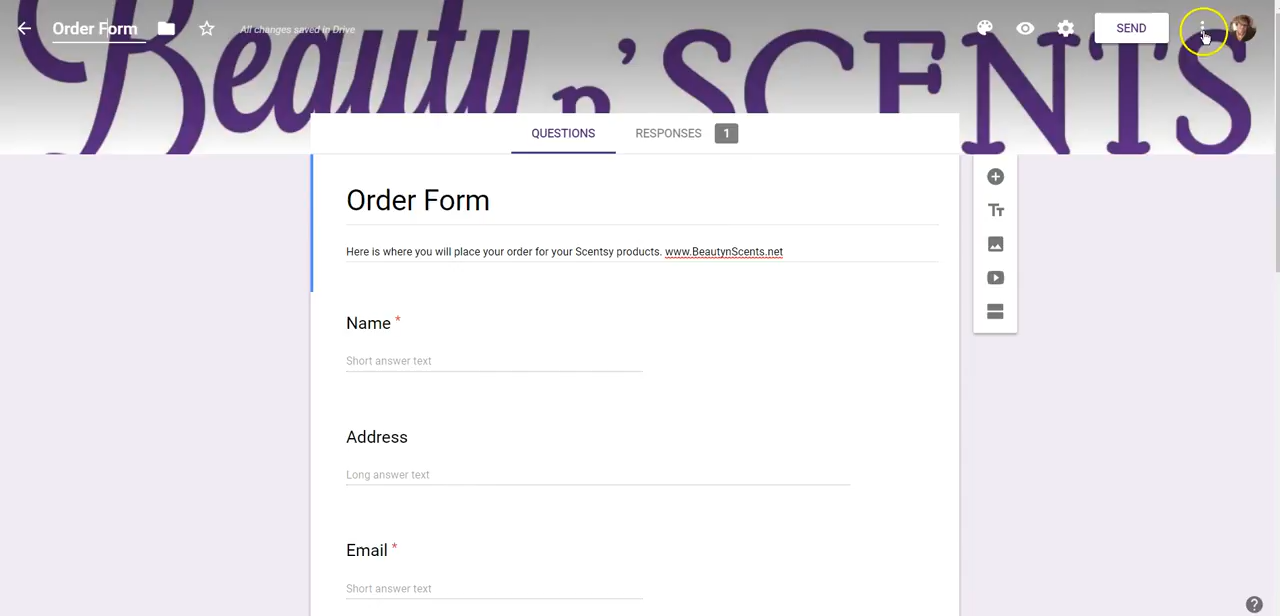 Order Form
All changes saved in Drive
SEND
Beauty n'SCENTS
QUESTIONS
RESPONSES 1
Order Form
Here is where you will place your order for your Scentsy products. www.BeautynScents.net
Name *
Short answer text
Address
Long answer text
Email *
Short answer text